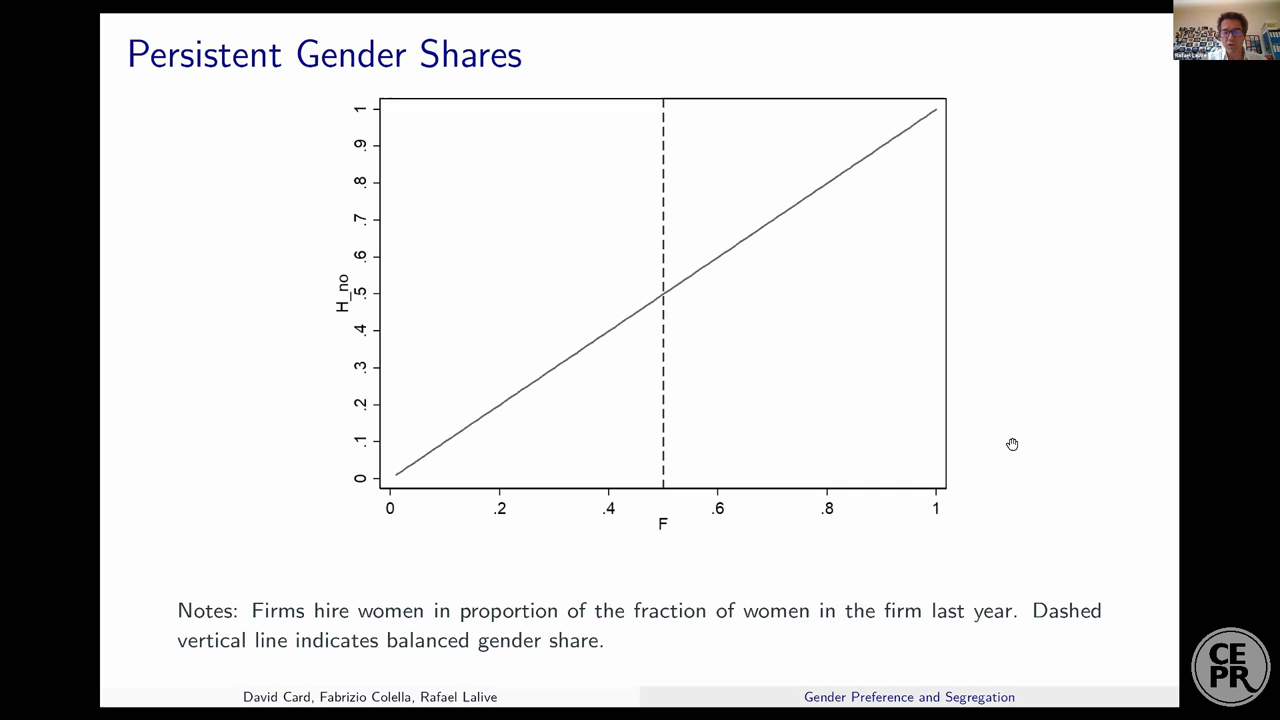 Persistent Gender Shares
Rafael Lalive
1
.9
.8
.7
.6
.5
.4
.3
.2
.1
0
H_no
0 .2 .4 .6 .8 1
F
Notes: Firms hire women in proportion of the fraction of women in the firm last year. Dashed
vertical line indicates balanced gender share.
David Card, Fabrizio Colella, Rafael Lalive
Gender Preference and Segregation
CE
PR